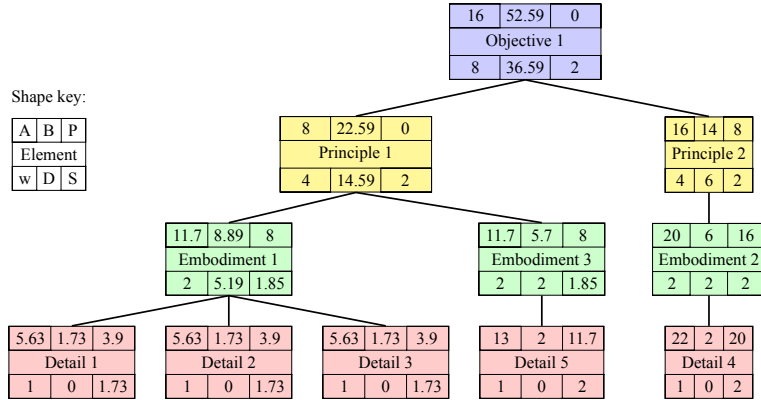 16 52.59 0
Objective 1
8 36.59 2
Shape key:
A B P
Element
w D S
8 22.59 0
Principle 1
4 14.59 2
16 14 8
Principle 2
4 6 2
11.7 8.89 8
Embodiment 1
2 5.19 1.85
11.7 5.7 8
Embodiment 3
2 2 1.85
20 6 16
Embodiment 2
2 2 2
5.63 1.73 3.9
Detail 1
1 0 1.73
5.63 1.73 3.9
Detail 2
1 0 1.73
5.63 1.73 3.9
Detail 3
1 0 1.73
13 2 11.7
Detail 5
1 0 2
22 2 20
Detail 4
1 0 2